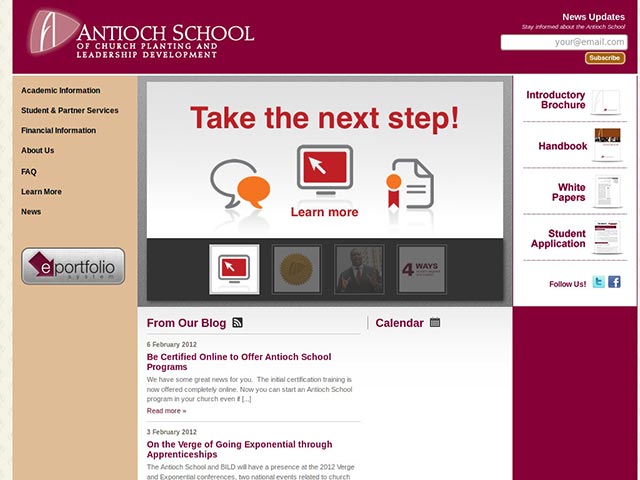 ANTIOCH SCHOOL
OF CHURCH PLANTING AND
LEADERSHIP DEVELOPMENT
News Updates
Stay informed about the Antioch School
your@email.com
Subscribe
Academic Information
Student & Partner Services
Financial Information
About Us
FAQ
Learn More
News
eportfolio
system
Take the next step!
Learn more
4 WAYS
Introductory
Brochure
Handbook
White
Papers
Student
Application
Follow Us!
From Our Blog
6 February 2012
Be Certified Online to Offer Antioch School
Programs
We have some great news for you.  The initial certification training is
now offered completely online. Now you can start an Antioch School
program in your church even if [...]
Read more »
3 February 2012
On the Verge of Going Exponential through
Apprenticeships
The Antioch School and BILD will have a presence at the 2012 Verge
and Exponential conferences, two national events related to church
Calendar